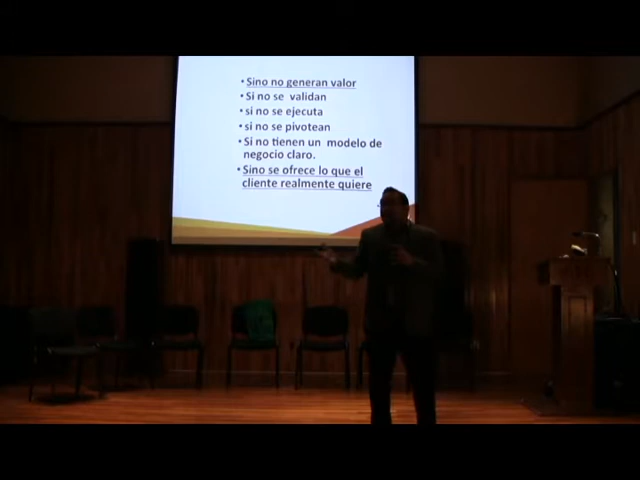 • Sino no generan valor
• Si no se validan
• si no se ejecuta
• si no se pivotean
• Si no tienen un modelo de
negocio claro.
• Sino se ofrece lo que el
cliente realmente quiere